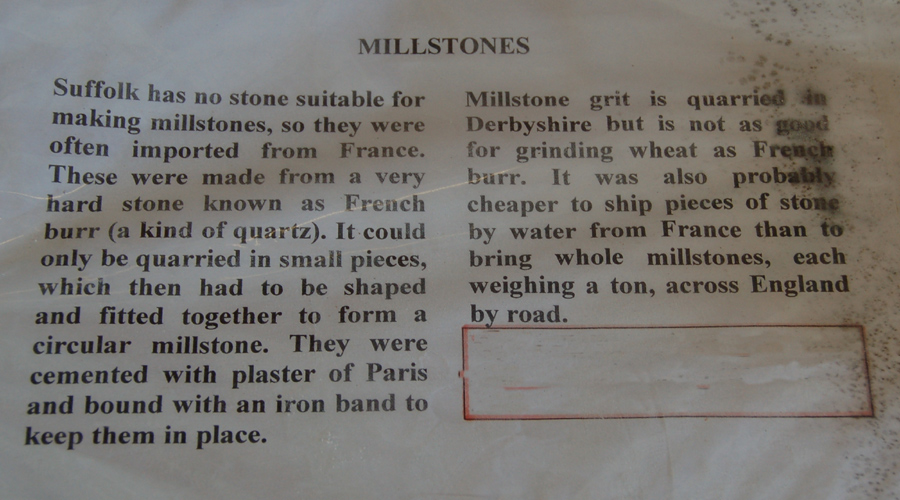 MILLSTONES
Suffolk has no stone suitable for
making millstones, so they were
often imported from France.
These were made from a very
hard stone known as French
burr (a kind of quartz). It could
only be quarried in small pieces,
which then had to be shaped
and fitted together to form a
circular millstone. They were
cemented with plaster of Paris
and bound with an iron band to
keep them in place.
Millstone grit is quarried in
Derbyshire but is not as good
for grinding wheat as French
burr. It was also probably
cheaper to ship pieces of stone
by water from France than to
bring whole millstones, each
weighing a ton, across England
by road.